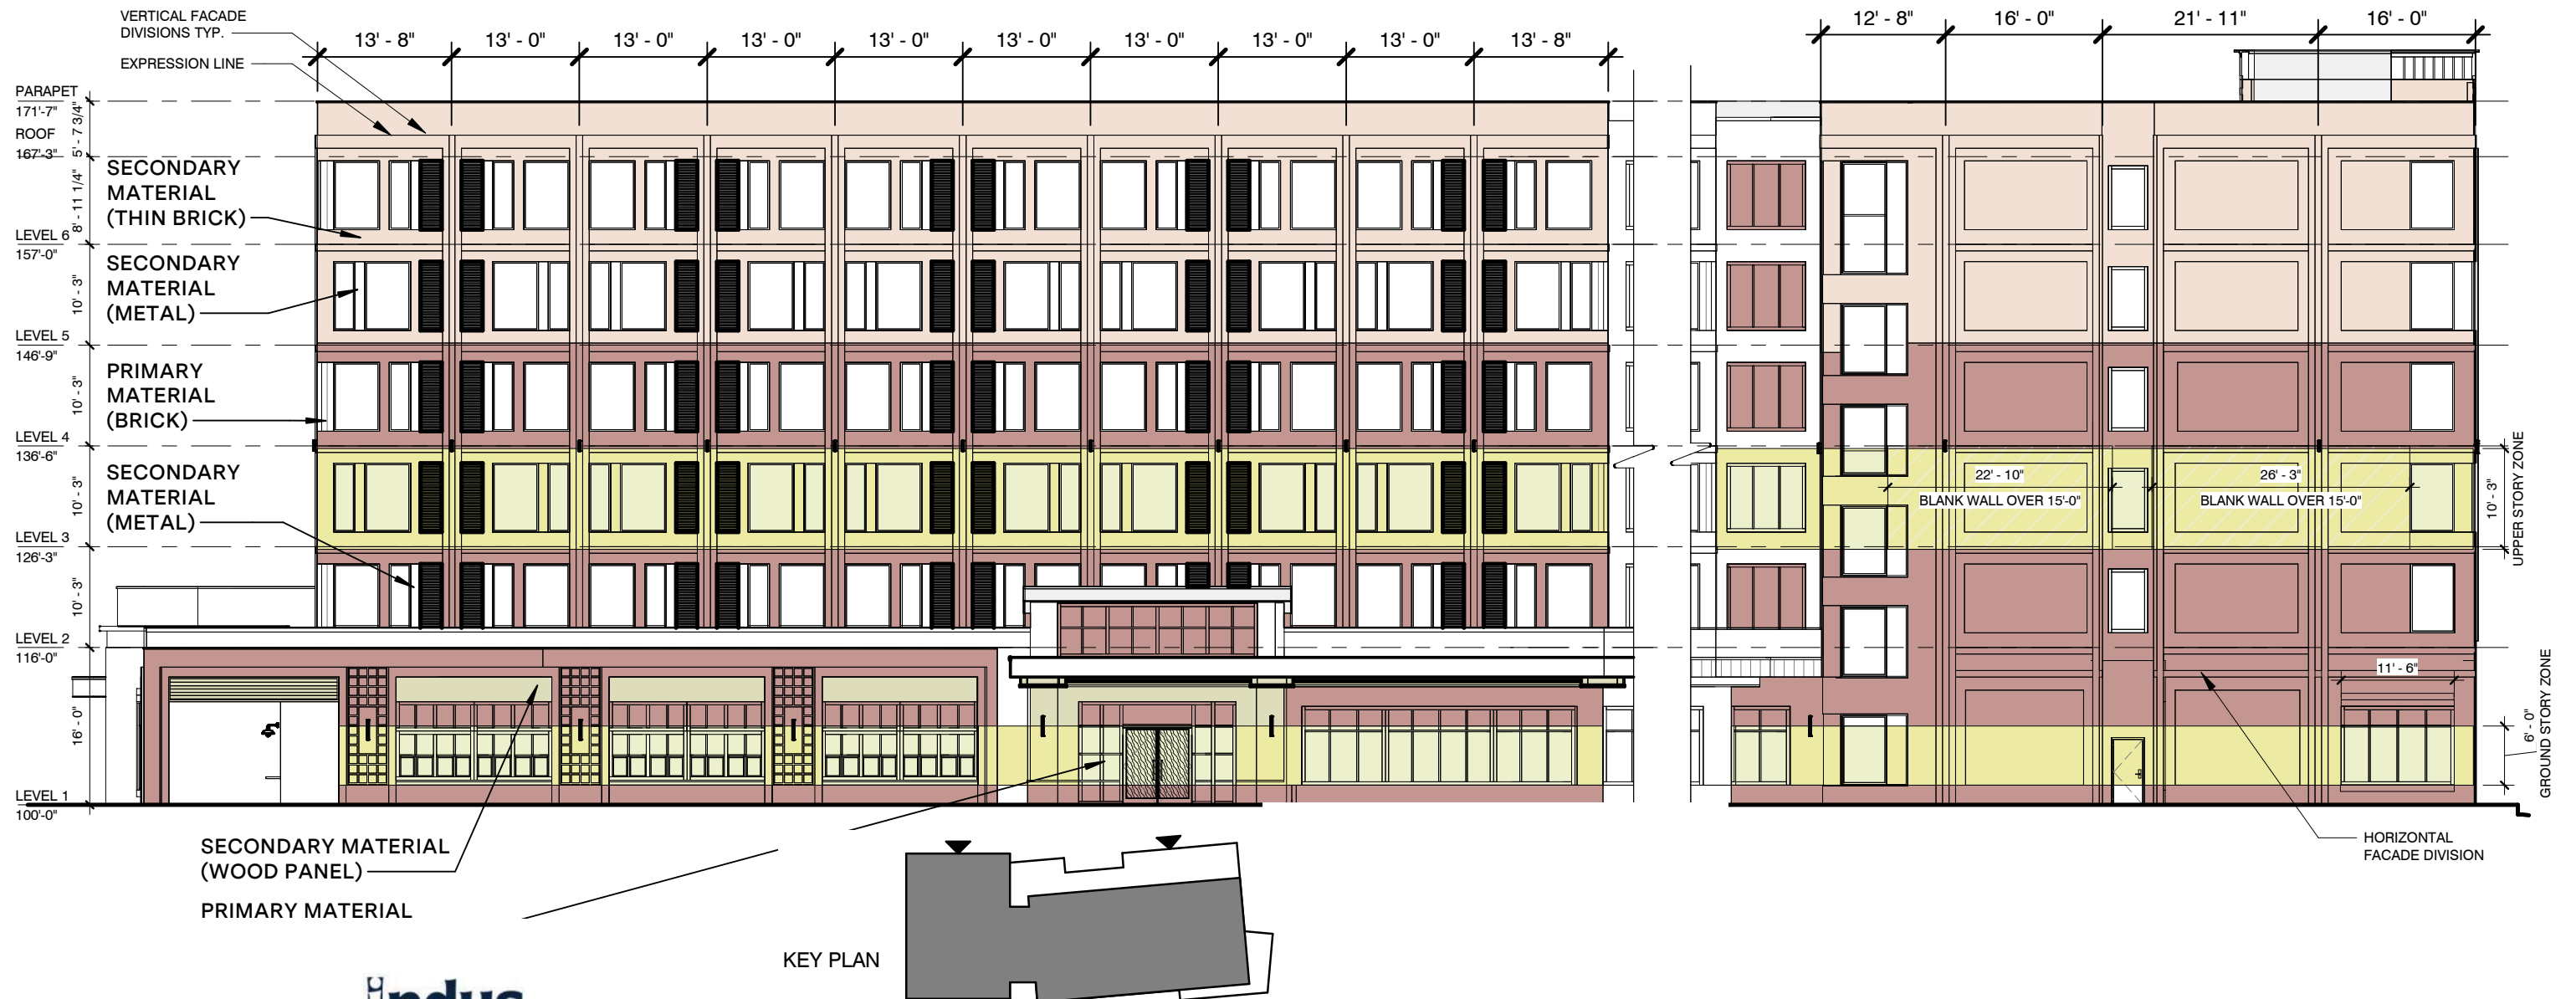 VERTICAL FACADE
DIVISIONS TYP.
EXPRESSION LINE
13' - 8"
13' - 0"
13' - 0"
13' - 0"
13' - 0"
13' - 0"
13' - 0"
13' - 0"
13' - 0"
13' - 8"
12' - 8"
16' - 0"
21' - 11"
16' - 0"
PARAPET
171'-7"
5' - 7 3/4"
ROOF
167'-3"
8' - 11 1/4"
SECONDARY
MATERIAL
(THIN BRICK)
LEVEL 6
157'-0"
SECONDARY
MATERIAL
(METAL)
10' - 3"
LEVEL 5
146'-9"
PRIMARY
MATERIAL
(BRICK)
10' - 3"
LEVEL 4
136'-6"
SECONDARY
MATERIAL
(METAL)
10' - 3"
22' - 10"
BLANK WALL OVER 15'-0"
26' - 3"
BLANK WALL OVER 15'-0"
10' - 3"
UPPER STORY ZONE
LEVEL 3
126'-3"
10' - 3"
LEVEL 2
116'-0"
11' - 6"
16' - 0"
6' - 0"
GROUND STORY ZONE
LEVEL 1
100'-0"
SECONDARY MATERIAL
(WOOD PANEL)
PRIMARY MATERIAL
HORIZONTAL
FACADE DIVISION
KEY PLAN
indus